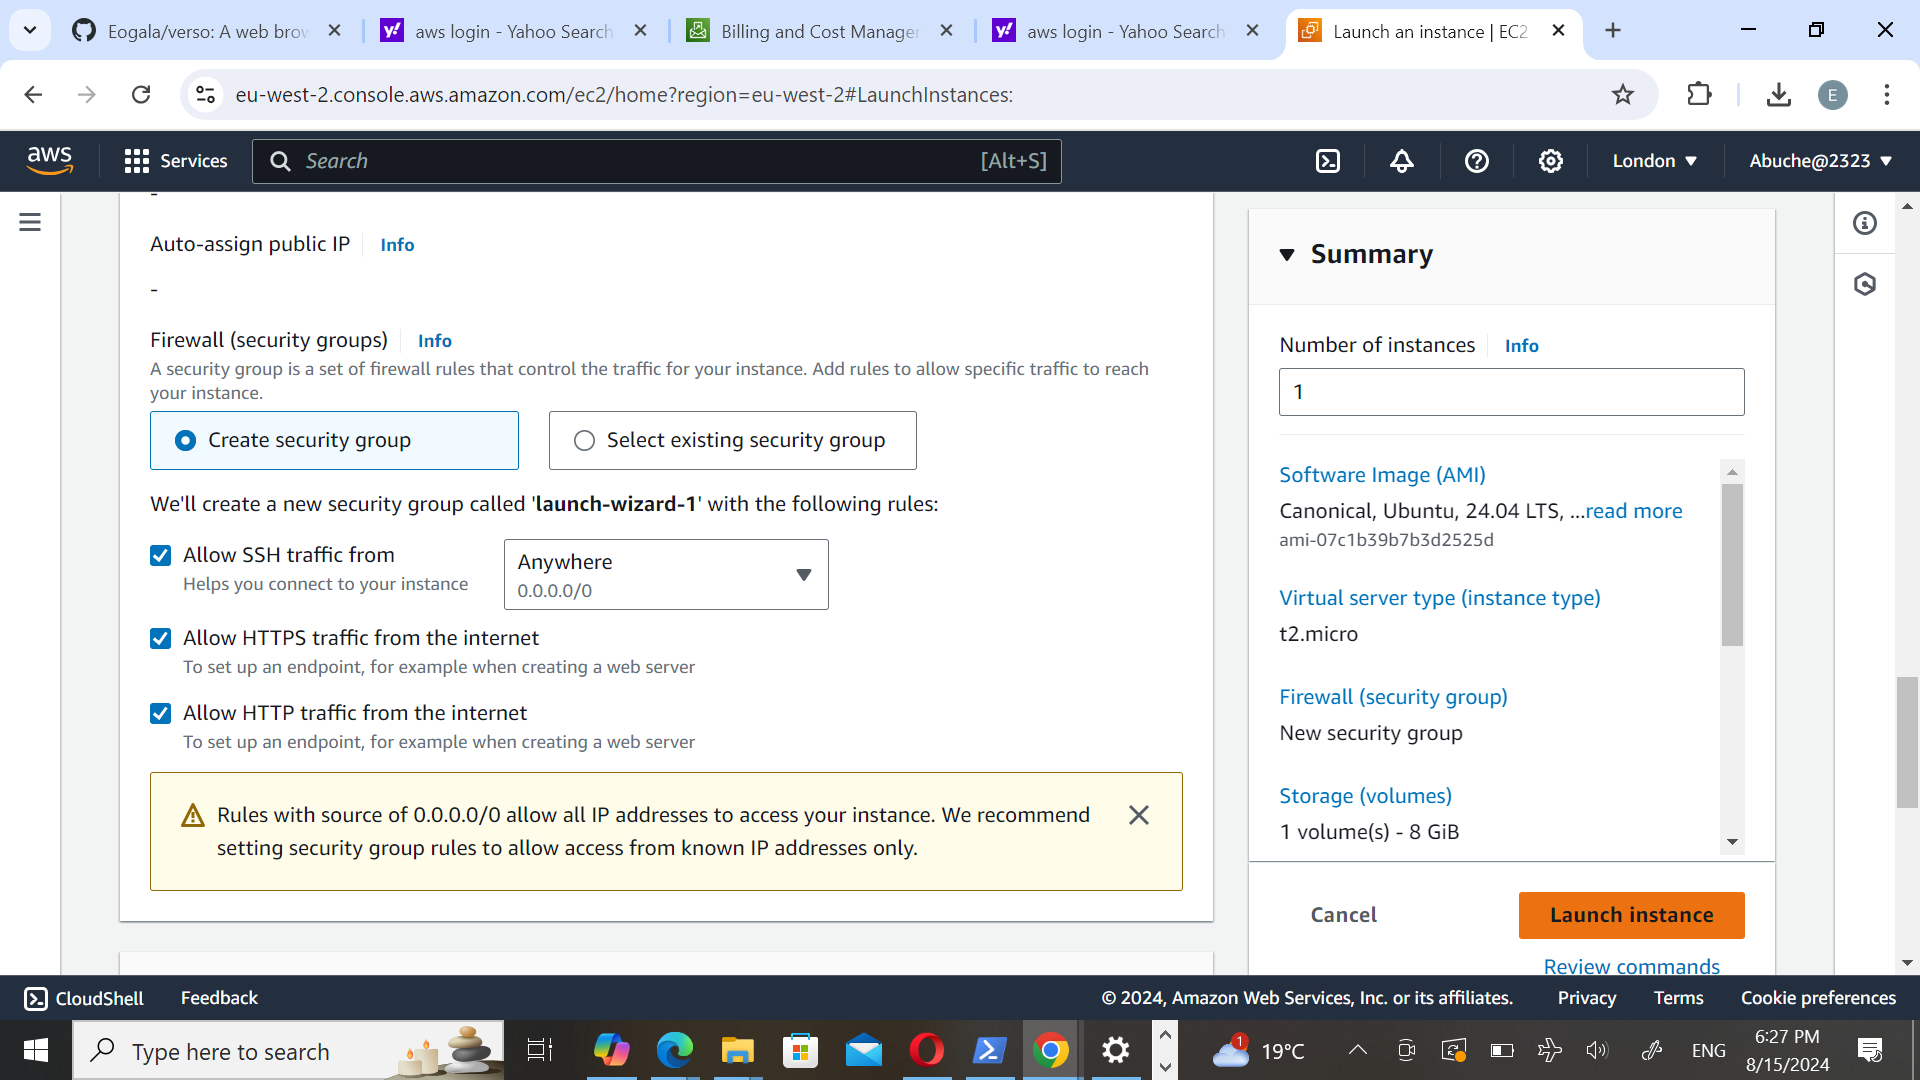 Eogala/verso: A web brow
aws login - Yahoo Search
Billing and Cost Manager
aws login - Yahoo Search
Launch an instance | EC2
eu-west-2.console.aws.amazon.com/ec2/home?region=eu-west-2#LaunchInstances:
E
aws
Services
Search
[Alt+S]
London
Abuche@2323
-
Auto-assign public IP
Info
-
Firewall (security groups)
Info
A security group is a set of firewall rules that control the traffic for your instance. Add rules to allow specific traffic to reach
your instance.
Create security group
Select existing security group
We'll create a new security group called 'launch-wizard-1' with the following rules:
Allow SSH traffic from
Helps you connect to your instance
Anywhere
0.0.0.0/0
Allow HTTPS traffic from the internet
To set up an endpoint, for example when creating a web server
Allow HTTP traffic from the internet
To set up an endpoint, for example when creating a web server
Rules with source of 0.0.0.0/0 allow all IP addresses to access your instance. We recommend
setting security group rules to allow access from known IP addresses only.
Summary
Number of instances
Info
1
Software Image (AMI)
Canonical, Ubuntu, 24.04 LTS, ...read more
ami-07c1b39b7b3d2525d
Virtual server type (instance type)
t2.micro
Firewall (security group)
New security group
Storage (volumes)
1 volume(s) - 8 GiB
Cancel
Launch instance
Review commands
CloudShell
Feedback
© 2024, Amazon Web Services, Inc. or its affiliates.
Privacy
Terms
Cookie preferences
Type here to search
1
19°C
ENG
6:27 PM
8/15/2024